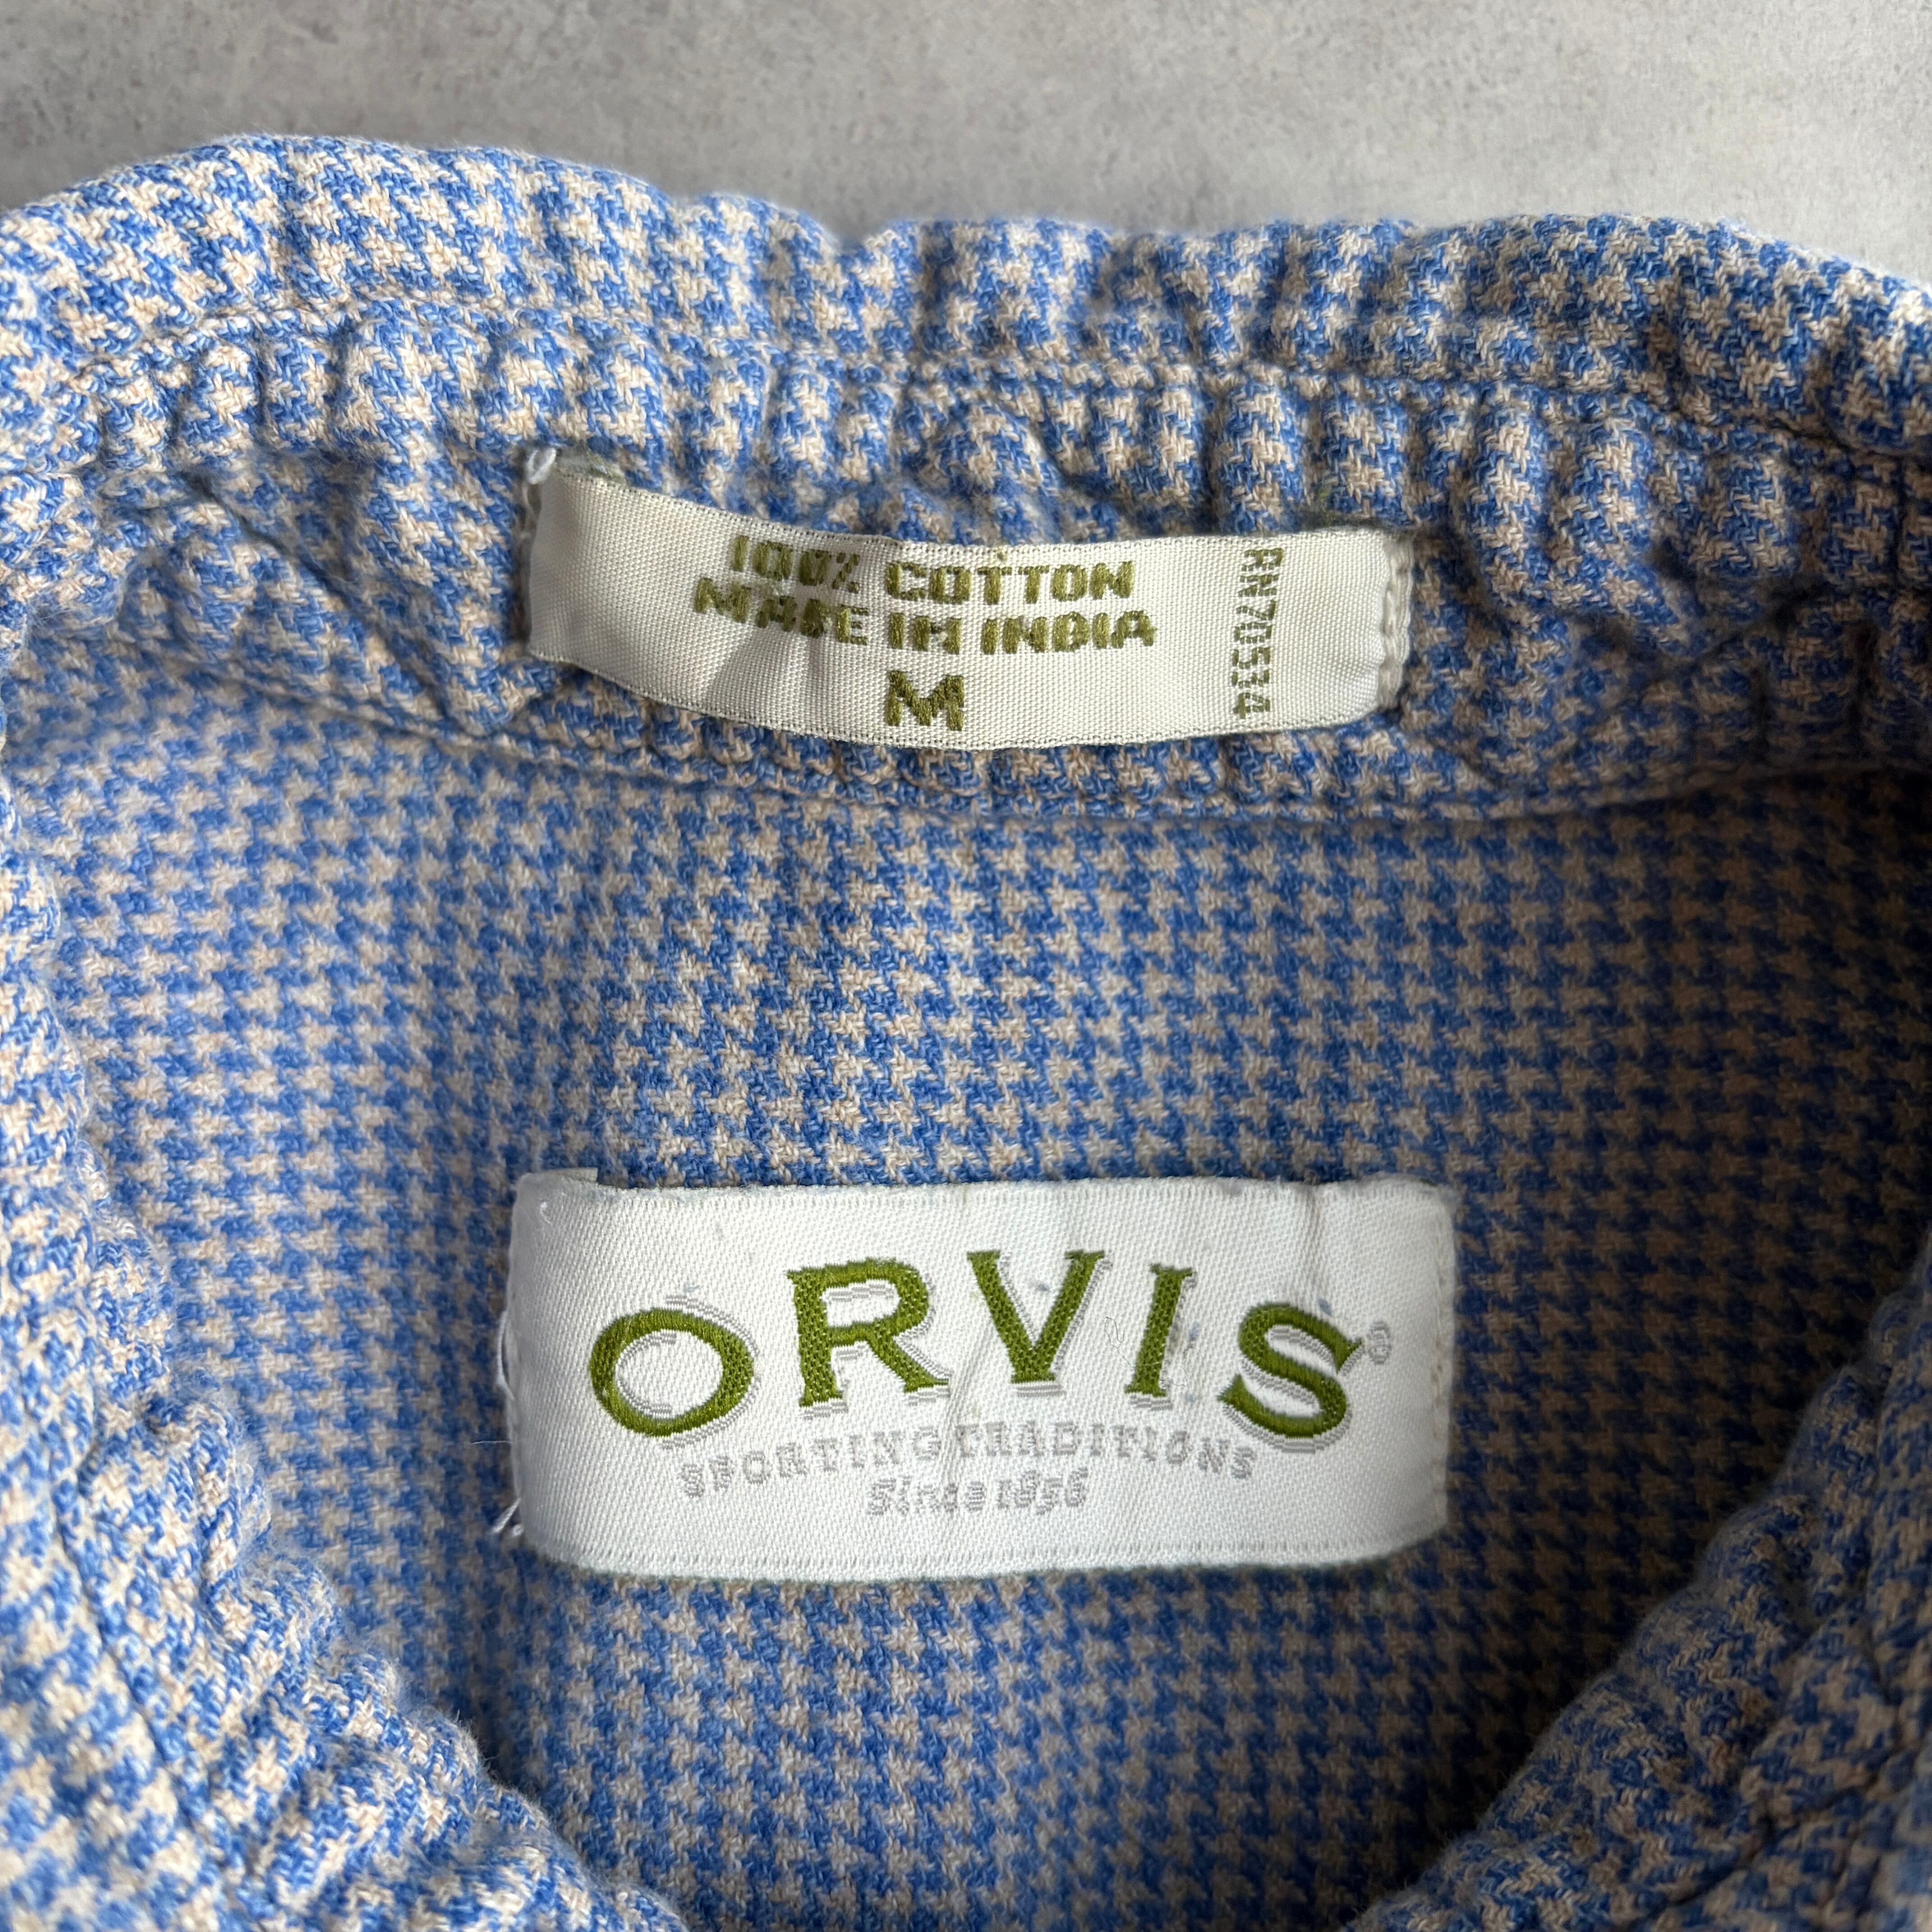 100% COTTON
MADE IN INDIA
M
RN70534
ORVIS®
SPORTING TRADITIONS
Since 1856